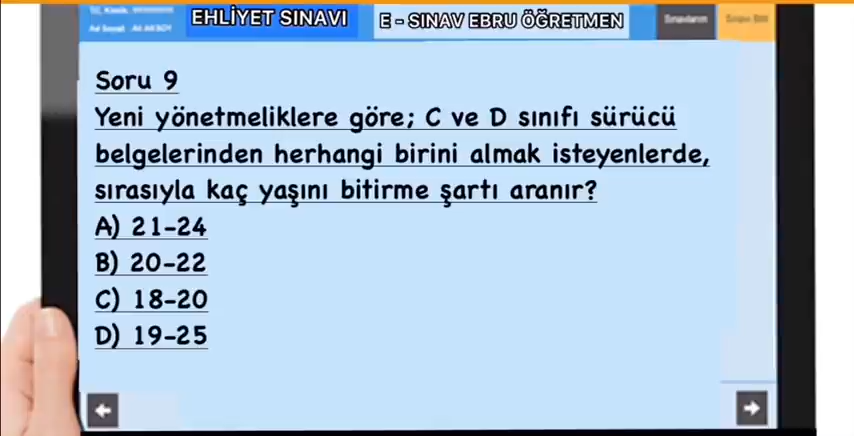 EHLİYET SINAVI
E - SINAV EBRU ÖĞRETMEN
Sınavlarım
Soru 9
Yeni yönetmeliklere göre; C ve D sınıfı sürücü
belgelerinden herhangi birini almak isteyenlerde,
sırasıyla kaç yaşını bitirme şartı aranır?
A) 21-24
B) 20-22
C) 18-20
D) 19-25